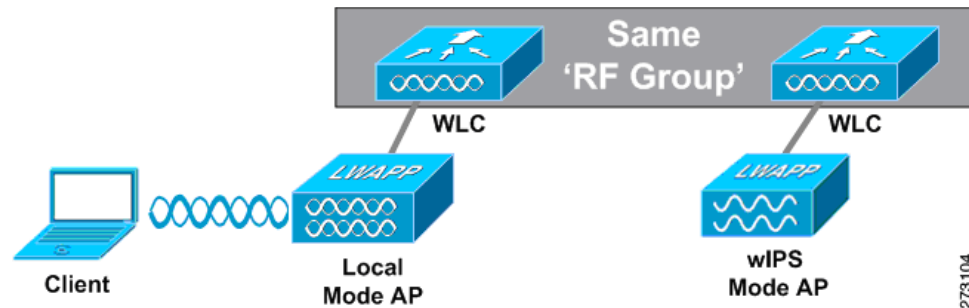 Same
‘RF Group’
WLC
WLC
LWAPP
LWAPP
Client
Local
Mode AP
wIPS
Mode AP
273104